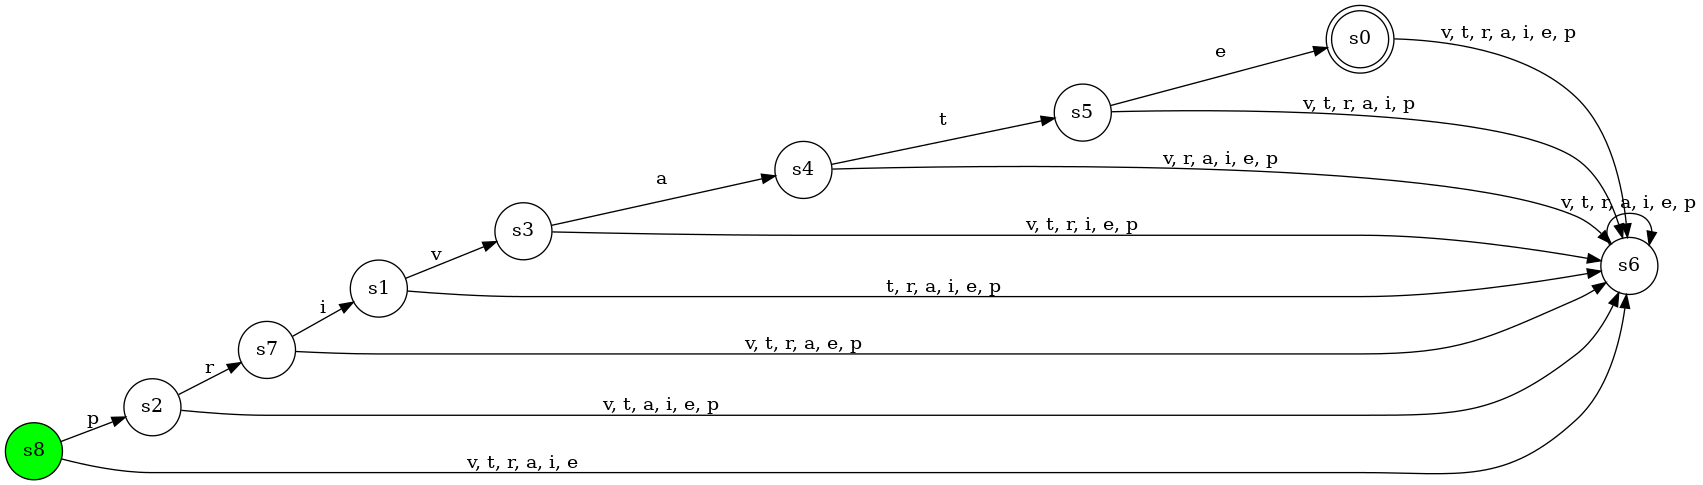 s0
v, t, r, a, i, e, p
e
s5
v, t, r, a, i, p
t
s4
v, r, a, i, e, p
a
v, t, r, a, i, e, p
s3
v, t, r, i, e, p
v
s6
s1
t, r, a, i, e, p
i
s7
v, t, r, a, e, p
r
s2
v, t, a, i, e, p
p
s8
v, t, r, a, i, e